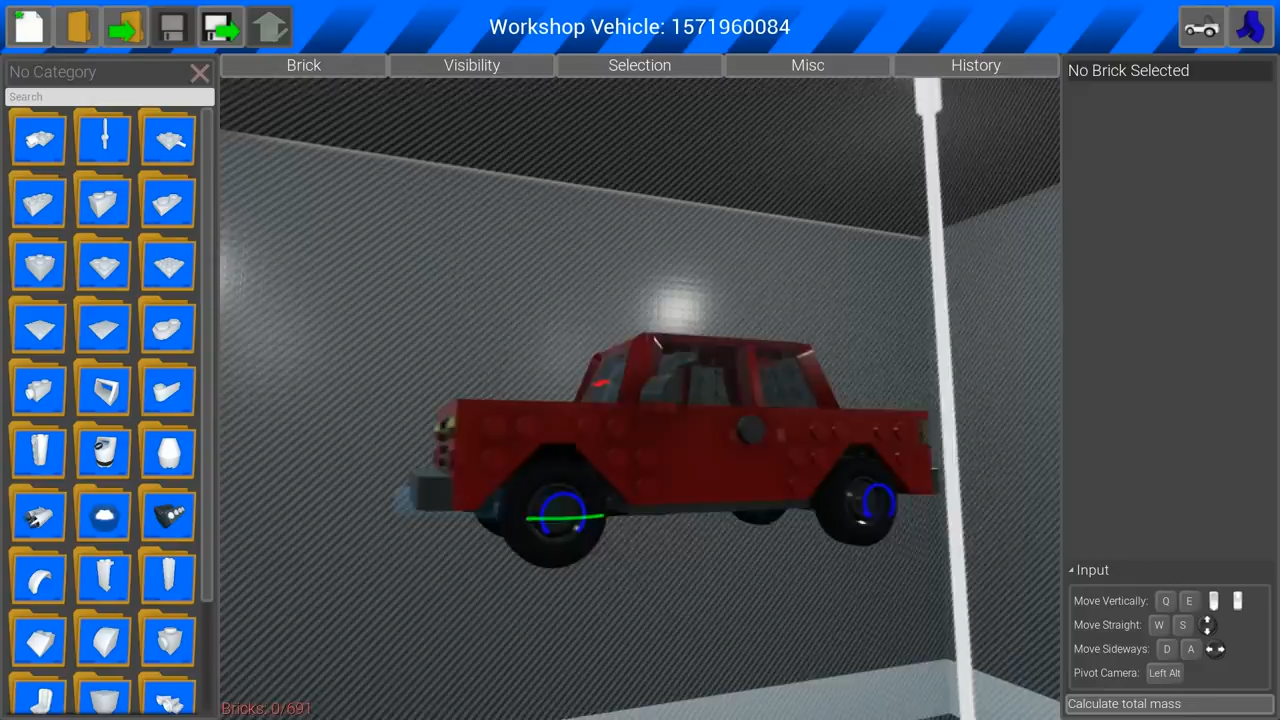 Workshop Vehicle: 1571960084
No Category
Search
Brick
Visibility
Selection
Misc
History
No Brick Selected
Bricks: 0/691
Input
Move Vertically: Q E
Move Straight: W S
Move Sideways: D A
Pivot Camera: Left Alt
Calculate total mass